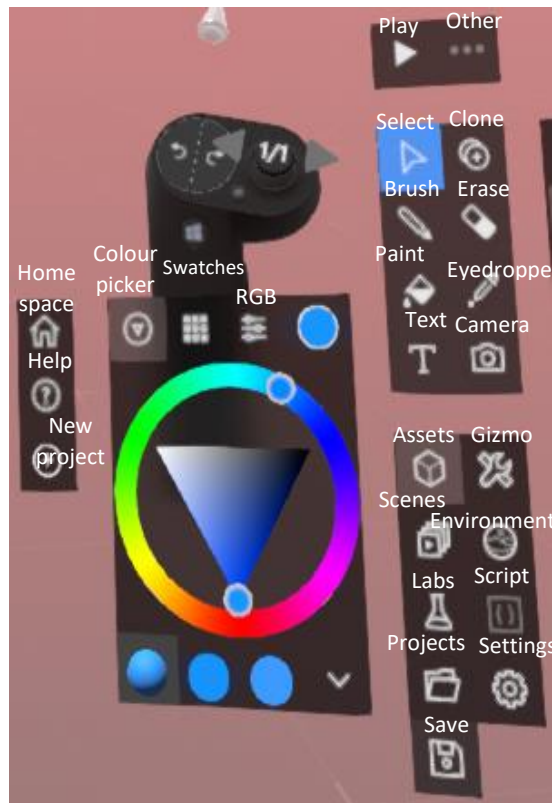 Play Other
Select Clone
1/1
Brush Erase
Paint Eyedroppe
Colour
picker
Swatches
RGB
Home
space
Text Camera
T
Help
?
New
project
Assets Gizmo
Scenes
Environment
Labs Script
Projects Settings
Save